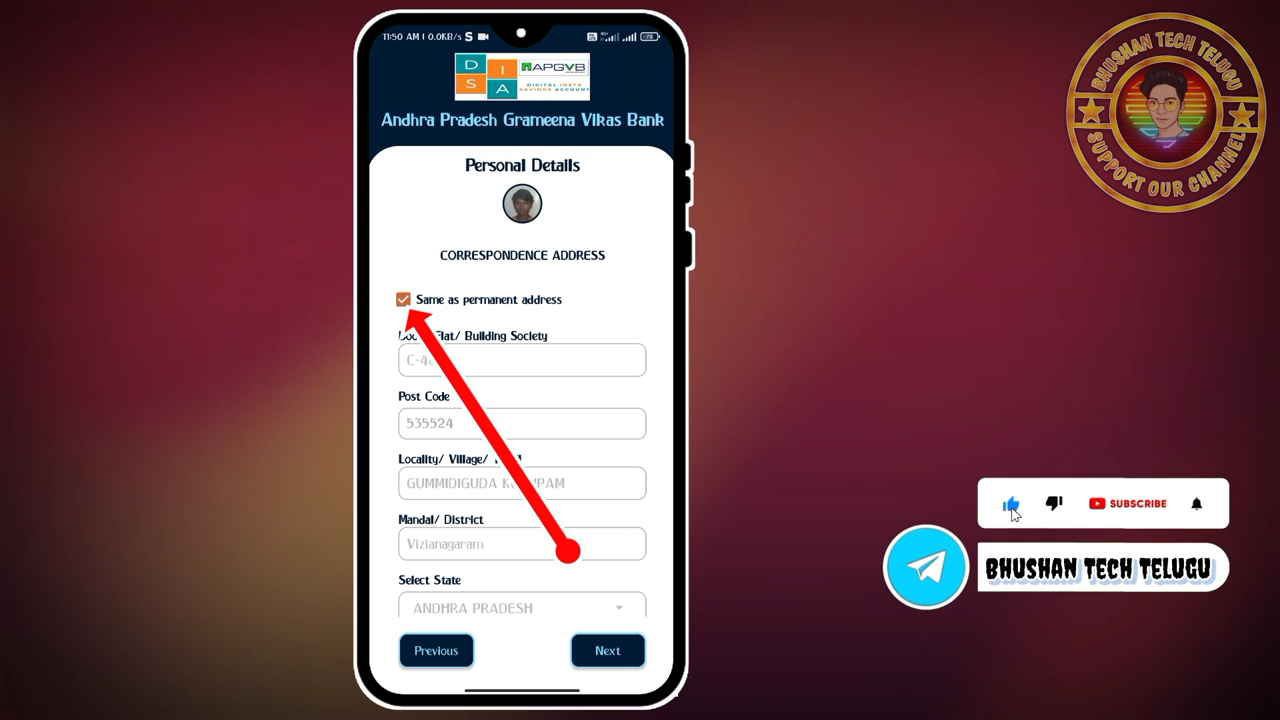 11:50 AM | 0.0KB/s
D
I
S
A
APGVB
DIGITAL INSTA
SAVINGS ACCOUNT
Andhra Pradesh Grameena Vikas Bank
Personal Details
CORRESPONDENCE ADDRESS
Same as permanent address
Flat/ Building Society
Post Code
535524
Locality/ Village/
GUMMIDIGUDA
Mandal/ District
Vizianagaram
Select State
ANDHRA PRADESH
Previous
Next
BHUSHAN TECH TELUGU
SUPPORT OUR CHANNEL
SUBSCRIBE
BHUSHAN TECH TELUGU